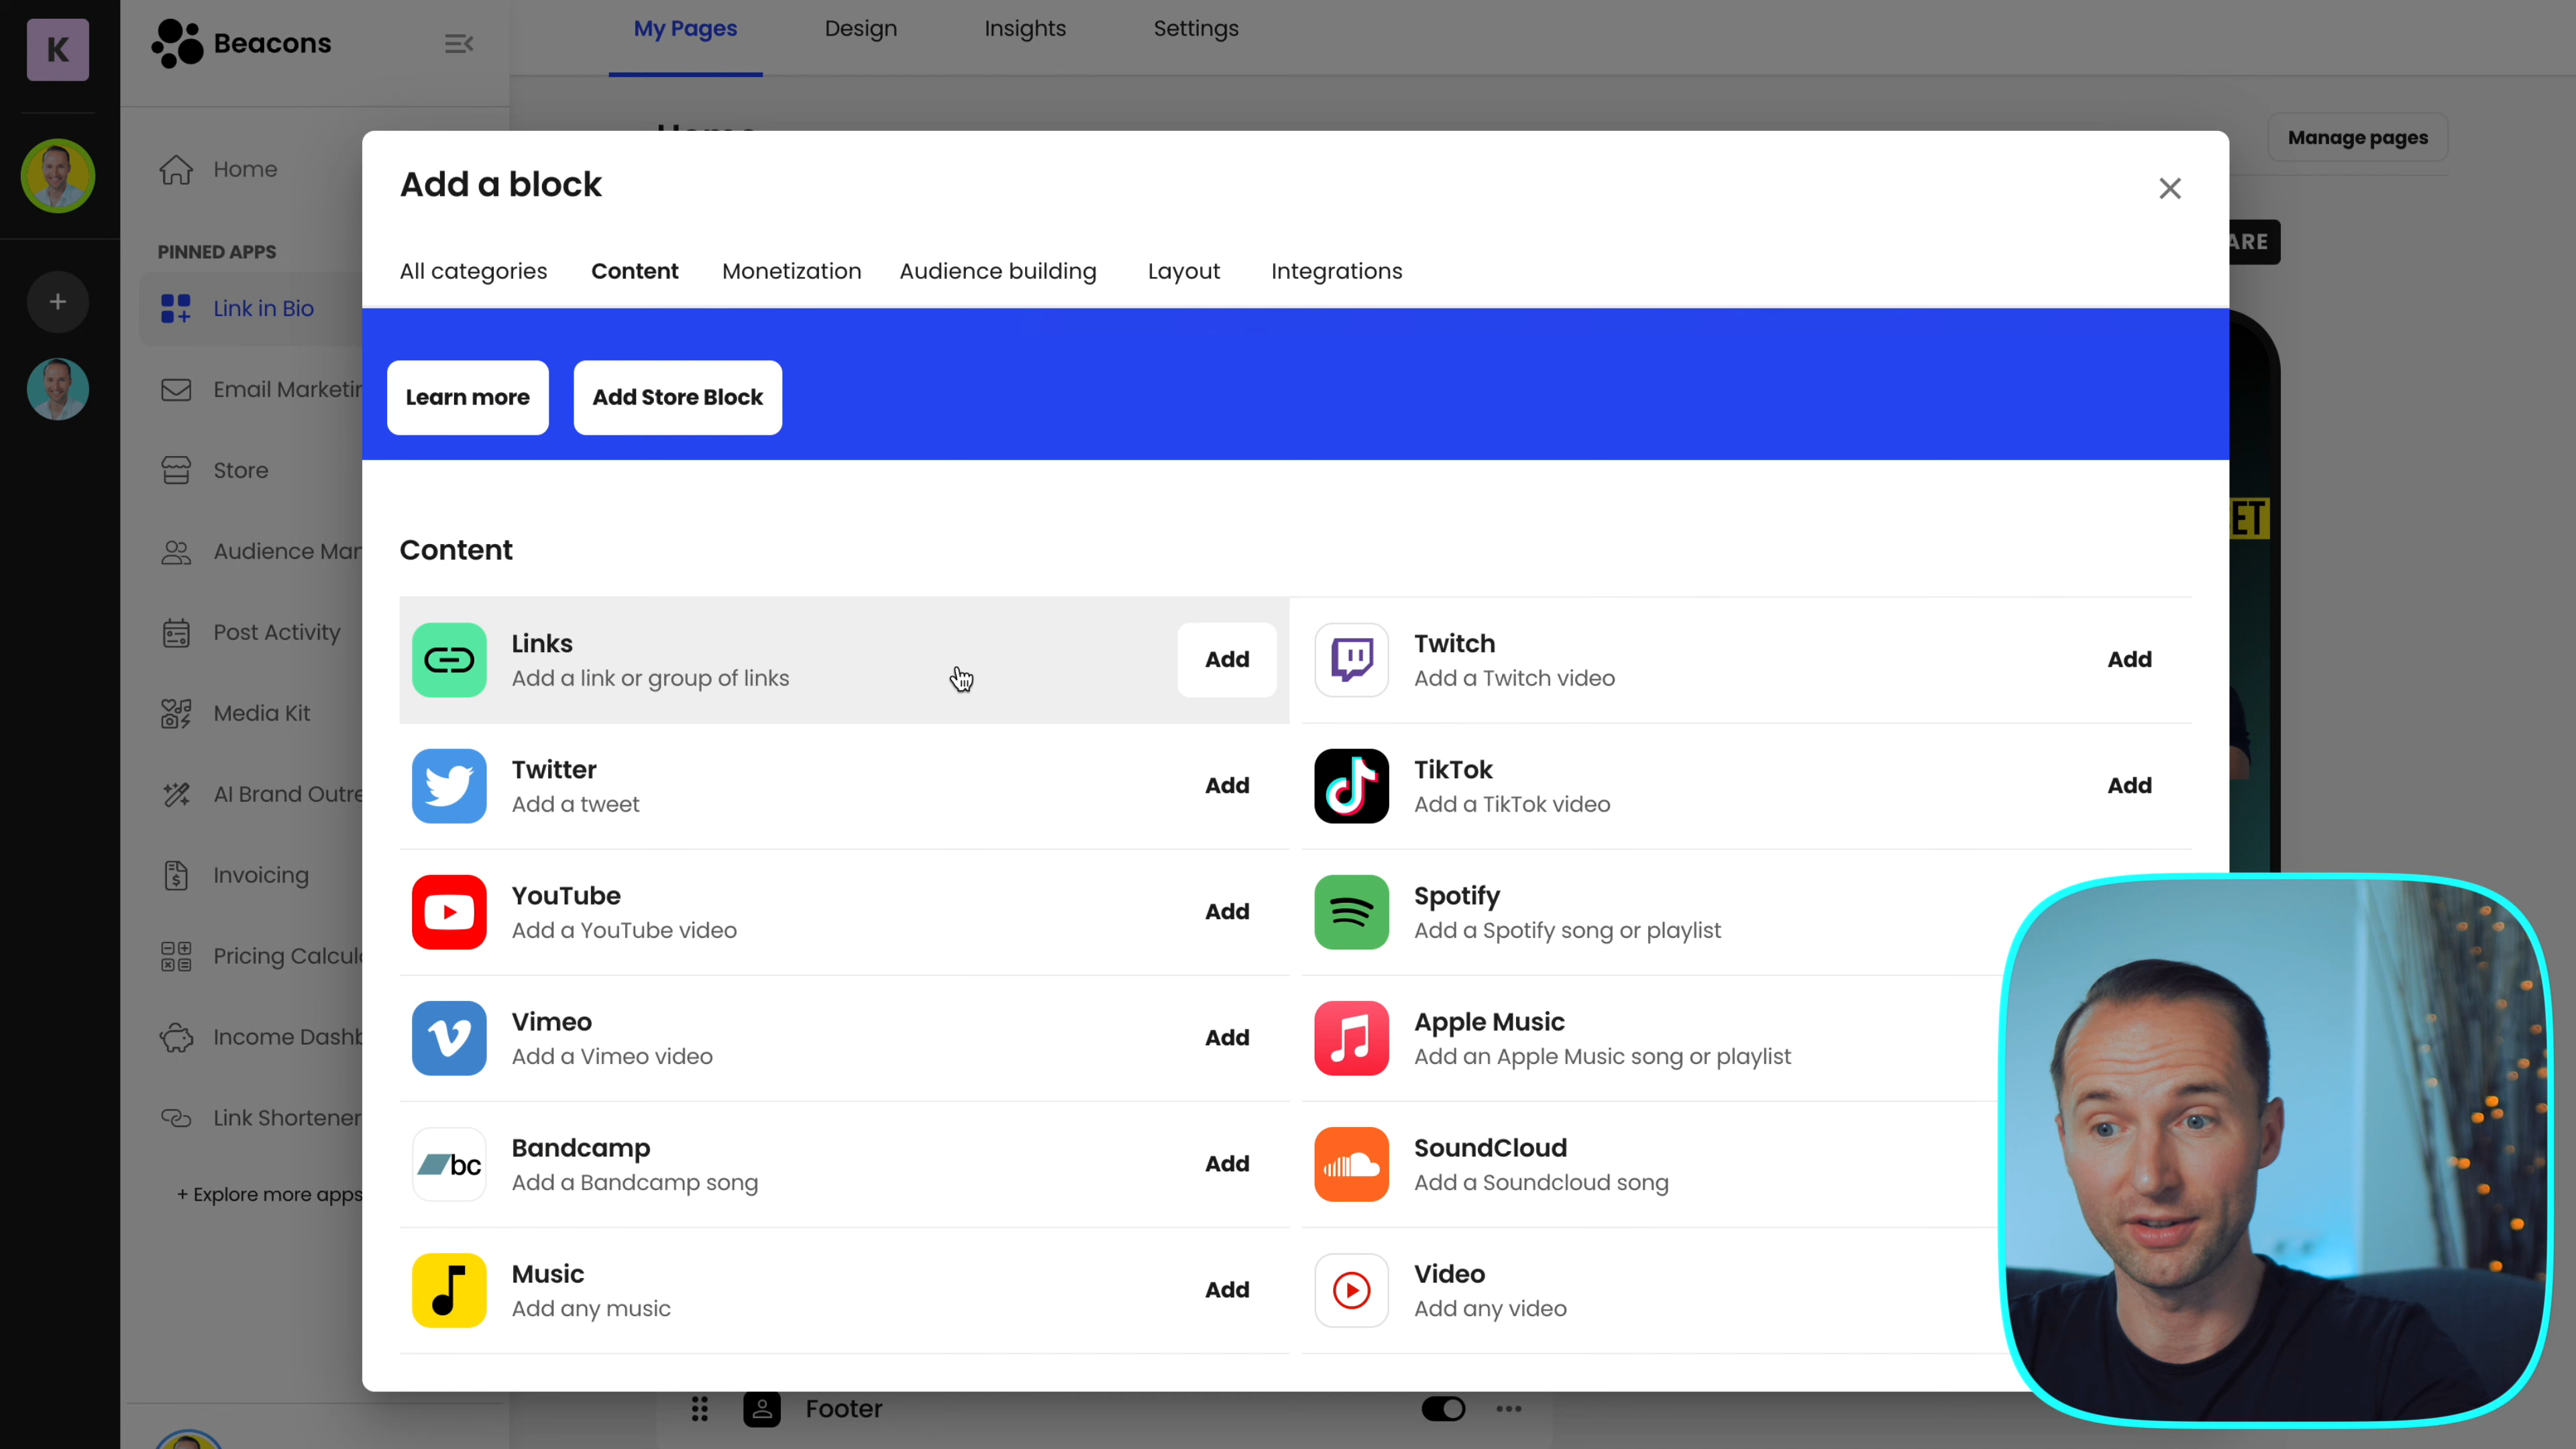 K
Beacons
My Pages
Design
Insights
Settings
Manage pages
Home
PINNED APPS
Link in Bio
Email Marketin
Store
Audience Man
Post Activity
Media Kit
AI Brand Outre
Invoicing
Pricing Calcul
Income Dashb
Link Shortener
+ Explore more apps
Add a block
All categories
Content
Monetization
Audience building
Layout
Integrations
ARE
Learn more
Add Store Block
ET
Content
Links
Add a link or group of links
Add
Twitch
Add a Twitch video
Add
Twitter
Add a tweet
Add
TikTok
Add a TikTok video
Add
YouTube
Add a YouTube video
Add
Spotify
Add a Spotify song or playlist
Vimeo
Add a Vimeo video
Add
Apple Music
Add an Apple Music song or playlist
bc
Bandcamp
Add a Bandcamp song
Add
SoundCloud
Add a Soundcloud song
Music
Add any music
Add
Video
Add any video
Footer